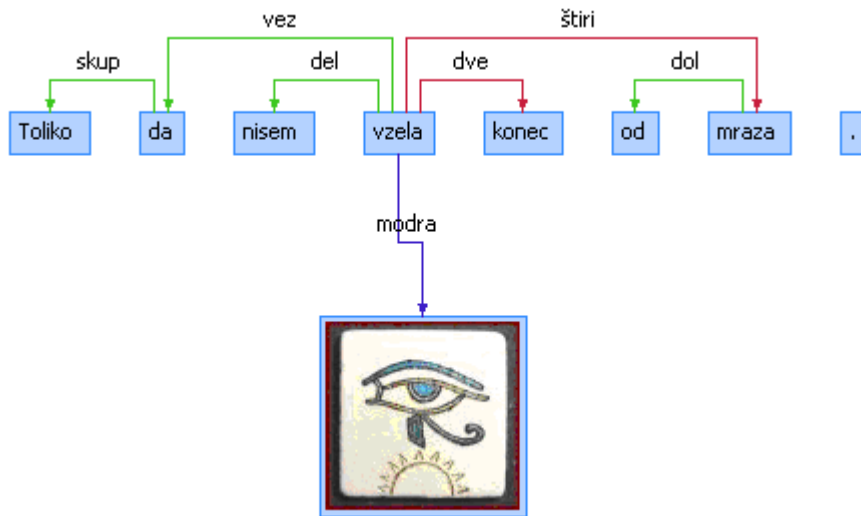 vez štiri
skup del dve dol
Toliko da nisem vzela konec od mraza .
modra